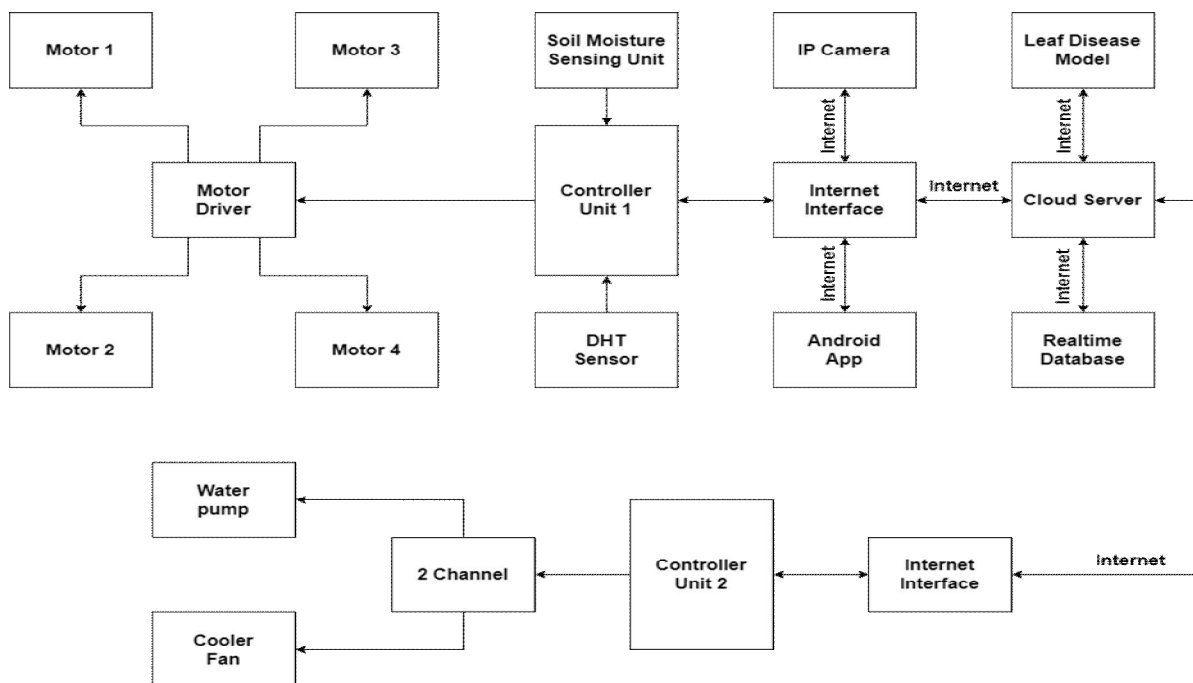 Motor 1
Motor 3
Soil Moisture
Sensing Unit
IP Camera
Leaf Disease
Model
Internet
Internet
Motor
Driver
Controller
Unit 1
Internet
Interface
Internet
Cloud Server
Internet
Internet
Motor 2
Motor 4
DHT
Sensor
Android
App
Realtime
Database
Water
pump
2 Channel
Controller
Unit 2
Internet
Interface
Internet
Cooler
Fan